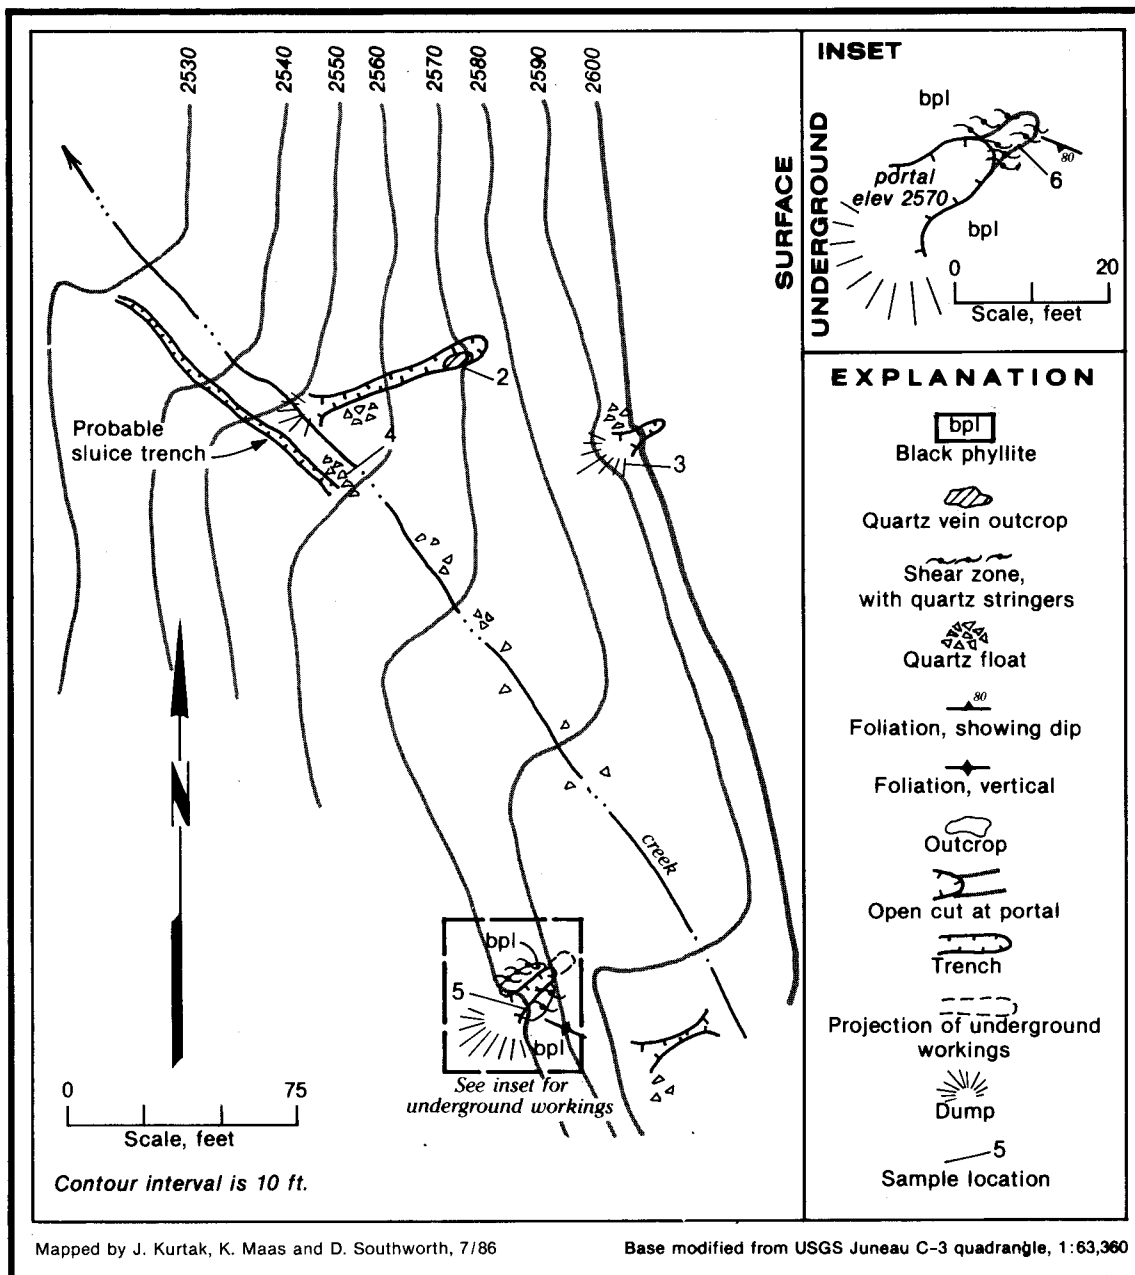 2530
2540
2550
2560
2570
2580
2590
2600
2
3
4
Probable
sluice trench
creek
bpl
5
bpl
See inset for
underground workings
N
0 75
Scale, feet
Contour interval is 10 ft.
SURFACE
UNDERGROUND
INSET
bpl
80
6
portal
elev 2570
bpl
0 20
Scale, feet
EXPLANATION
bpl
Black phyllite
Quartz vein outcrop
Shear zone,
with quartz stringers
Quartz float
80
Foliation, showing dip
Foliation, vertical
Outcrop
Open cut at portal
Trench
Projection of underground
workings
Dump
5
Sample location
Mapped by J. Kurtak, K. Maas and D. Southworth, 7/86
Base modified from USGS Juneau C-3 quadrangle, 1:63,360